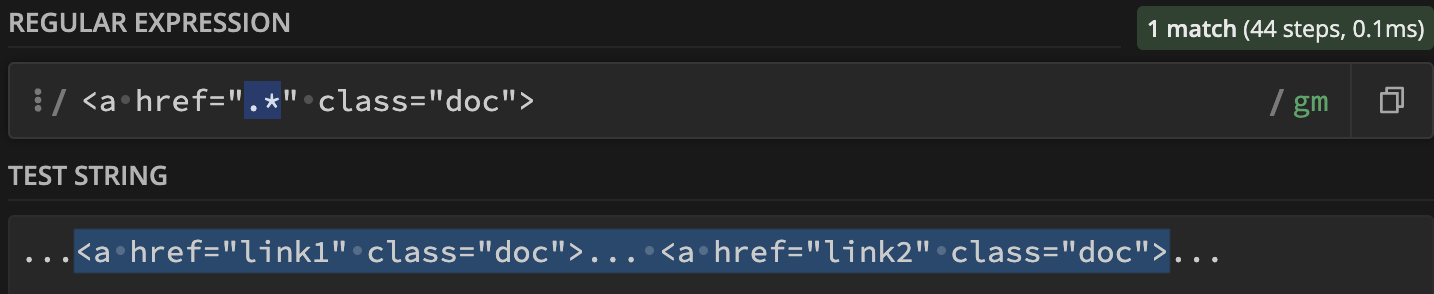 REGULAR EXPRESSION
1 match (44 steps, 0.1ms)
/ <a·href=".*"·class="doc"> / gm
TEST STRING
...<a·href="link1"·class="doc">...·<a·href="link2"·class="doc">...